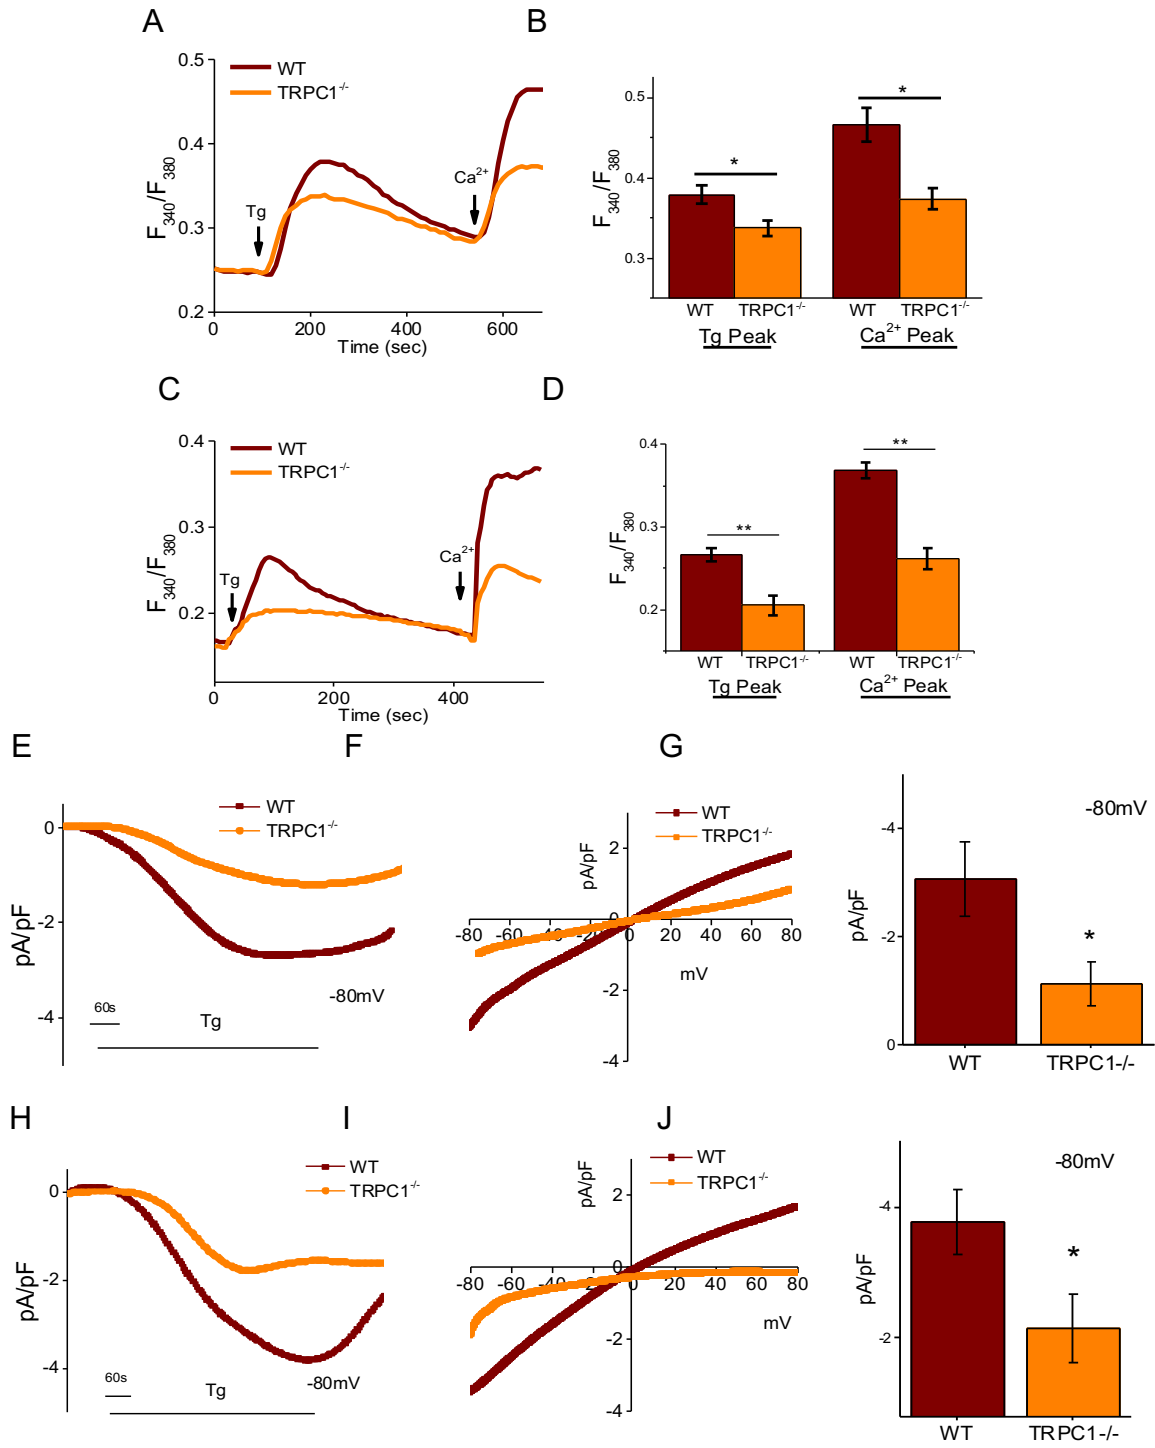 A
B
0.5
WT
TRPC1-/-
0.4
0.3
0.2
F340/F380
Tg
Ca2+
0
200
400
600
Time (sec)
0.5
0.4
0.3
F340/F380
*
*
WT
TRPC1-/-
WT
TRPC1-/-
Tg Peak
Ca2+ Peak
C
D
0.4
WT
TRPC1-/-
0.3
0.2
F340/F380
Tg
Ca2+
0
200
400
Time (sec)
0.4
0.3
0.2
F340/F380
**
**
WT
TRPC1-/-
WT
TRPC1-/-
Tg Peak
Ca2+ Peak
E
F
G
WT
TRPC1-/-
0
-2
-4
pA/pF
-80mV
60s
Tg
WT
TRPC1-/-
pA/pF
2
0
-80
-60
-40
-20
0
20
40
60
80
mV
-2
-4
-80mV
-4
-2
0
pA/pF
*
WT
TRPC1-/-
H
I
J
WT
TRPC1-/-
0
-2
-4
pA/pF
60s
Tg
-80mV
WT
TRPC1-/-
pA/pF
2
0
-80
-60
-40
-20
0
20
40
60
80
mV
-2
-4
-80mV
-4
-2
pA/pF
*
WT
TRPC1-/-